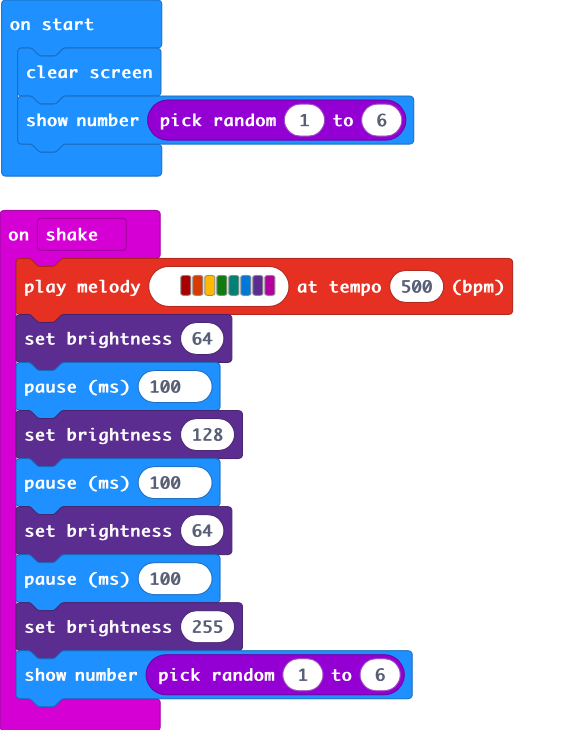 on start
clear screen
show number pick random 1 to 6
on shake
play melody at tempo 500 (bpm)
set brightness 64
pause (ms) 100
set brightness 128
pause (ms) 100
set brightness 64
pause (ms) 100
set brightness 255
show number pick random 1 to 6